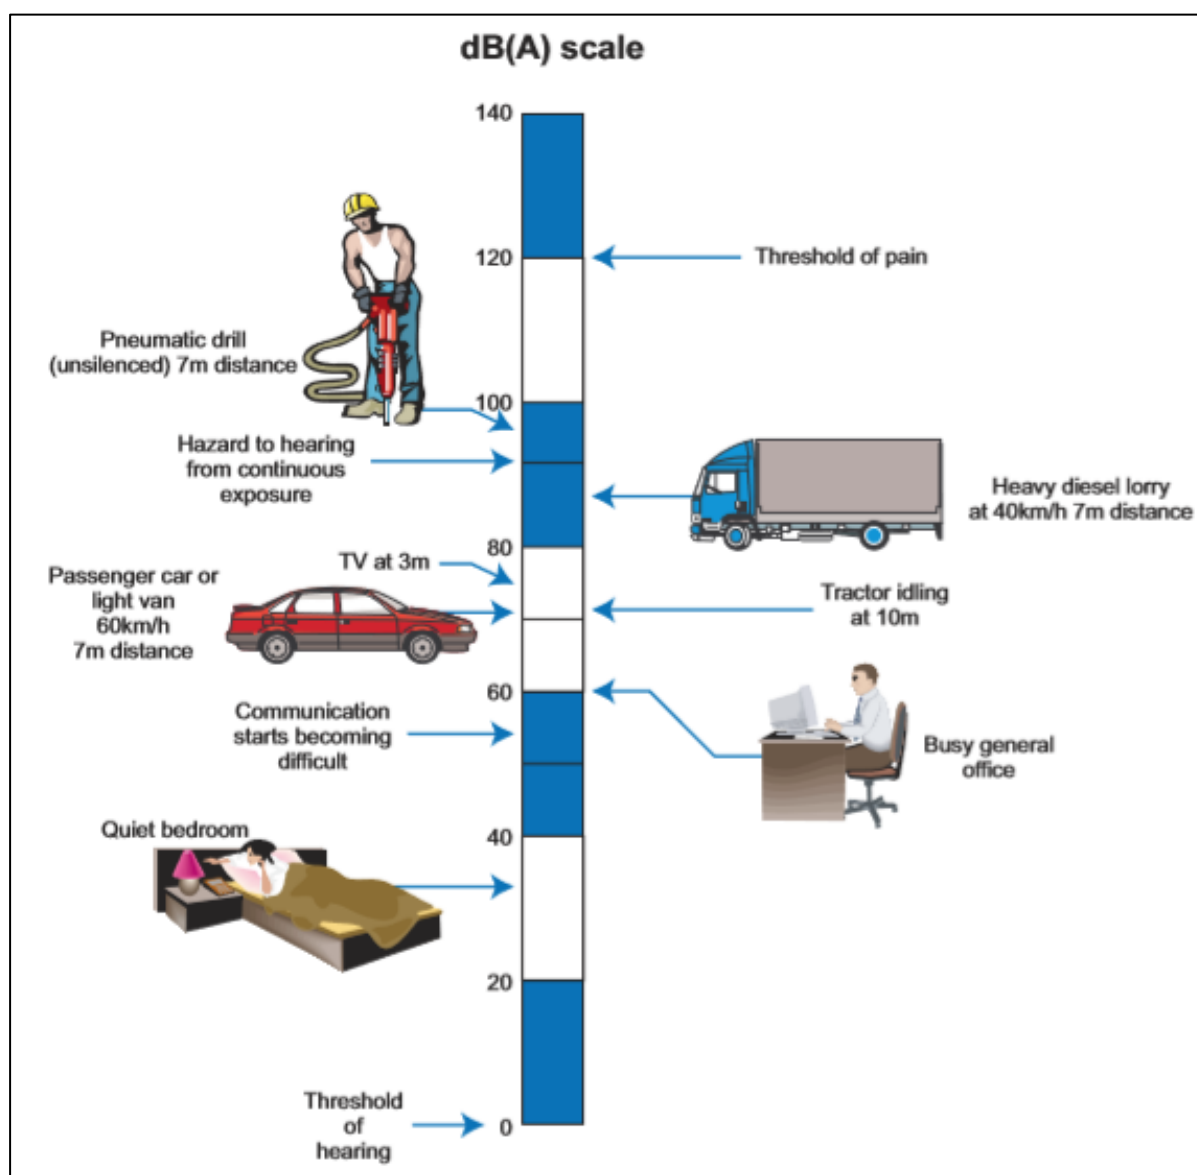 dB(A) scale
140
120
Threshold of pain
Pneumatic drill
(unsilenced) 7m distance
100
Hazard to hearing
from continuous
exposure
Heavy diesel lorry
at 40km/h 7m distance
80
TV at 3m
Passenger car or
light van
60km/h
7m distance
Tractor idling
at 10m
60
Communication
starts becoming
difficult
Busy general
office
40
Quiet bedroom
20
Threshold
of
hearing
0